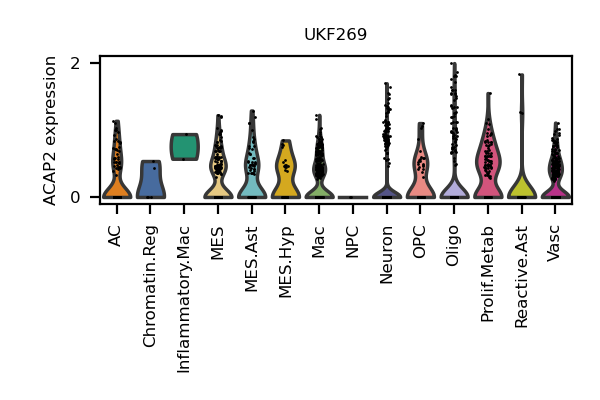 UKF269
ACAP2 expression
2
0
AC
Chromatin.Reg
Inflammatory.Mac
MES
MES.Ast
MES.Hyp
Mac
NPC
Neuron
OPC
Oligo
Prolif.Metab
Reactive.Ast
Vasc